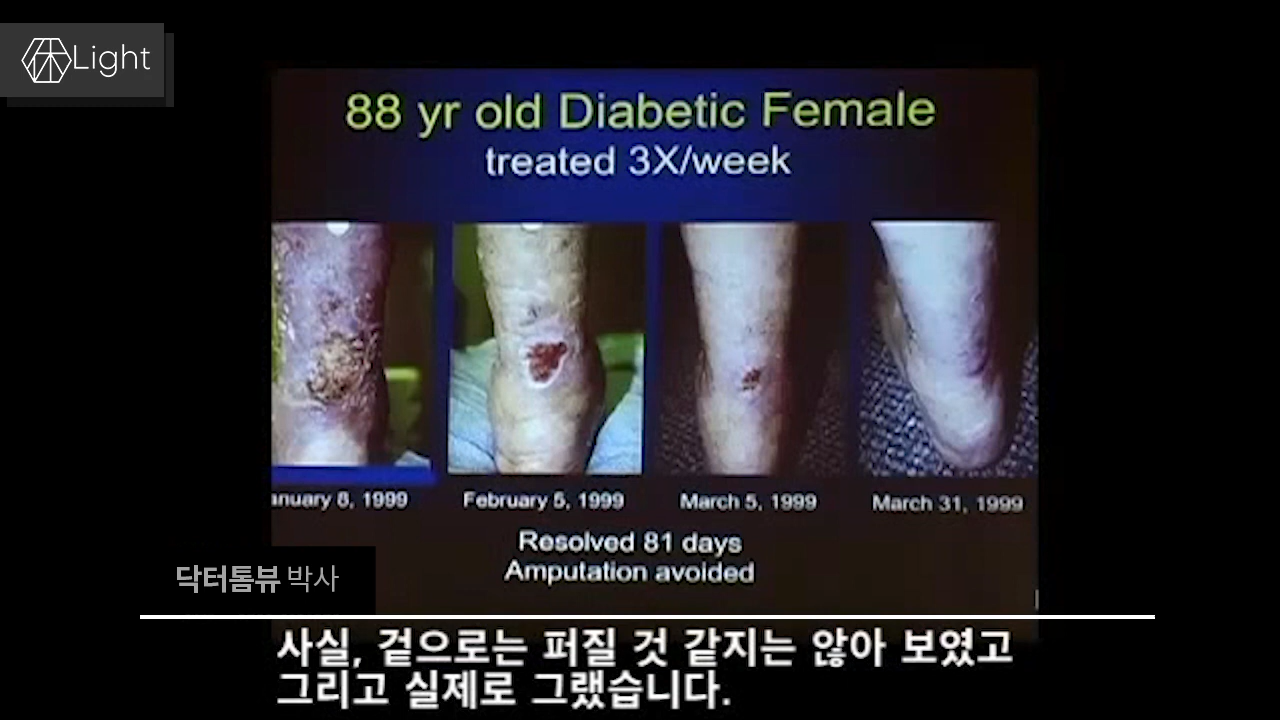 Light
88 yr old Diabetic Female
treated 3X/week
anuary 8, 1999
February 5, 1999
March 5, 1999
March 31, 1999
Resolved 81 days
Amputation avoided
닥터톰뷰 박사
사실, 겉으로는 퍼질 것 같지는 않아 보였고
그리고 실제로 그랬습니다.